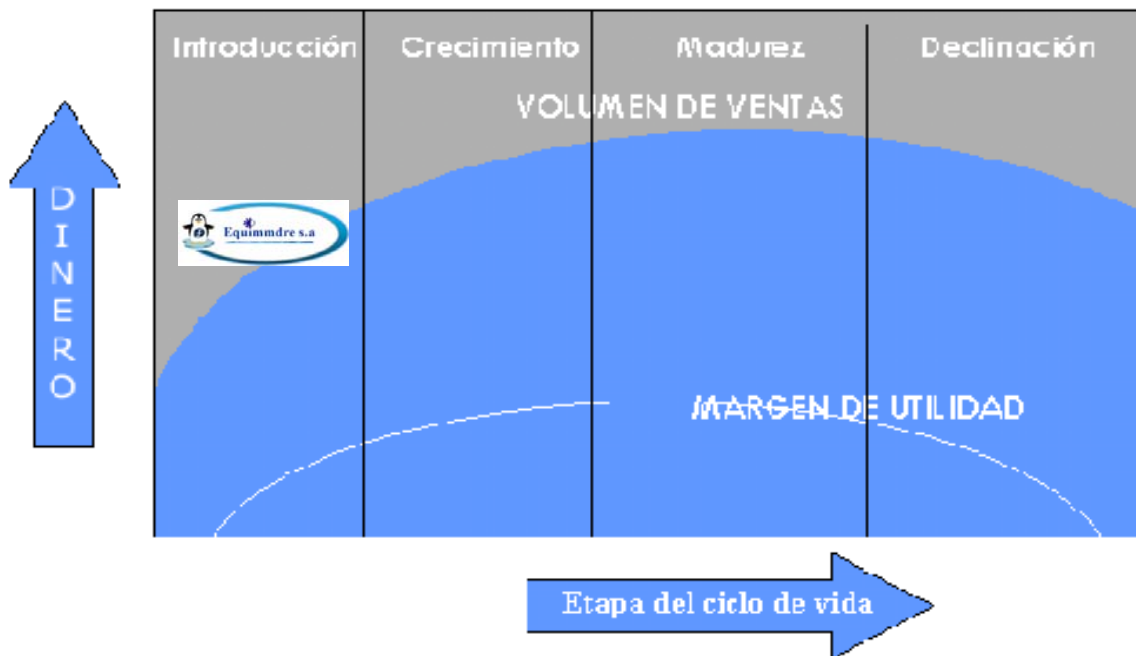 Introducción
Crecimiento
Madurez
Declinación
VOLUMEN DE VENTAS
DINERO
Equimmdre s.a
MARGEN DE UTILIDAD
Etapa del ciclo de vida